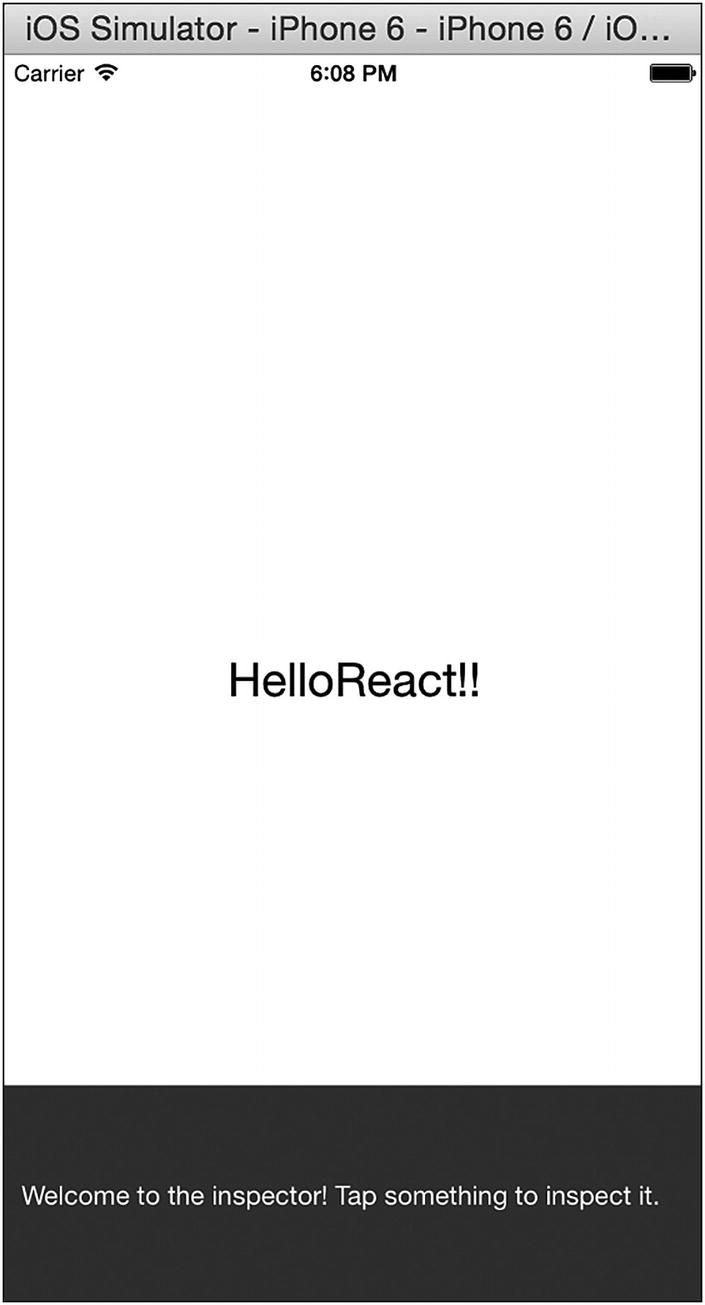 iOS Simulator - iPhone 6 - iPhone 6 / iO...
Carrier 6:08 PM
HelloReact!!
Welcome to the inspector! Tap something to inspect it.